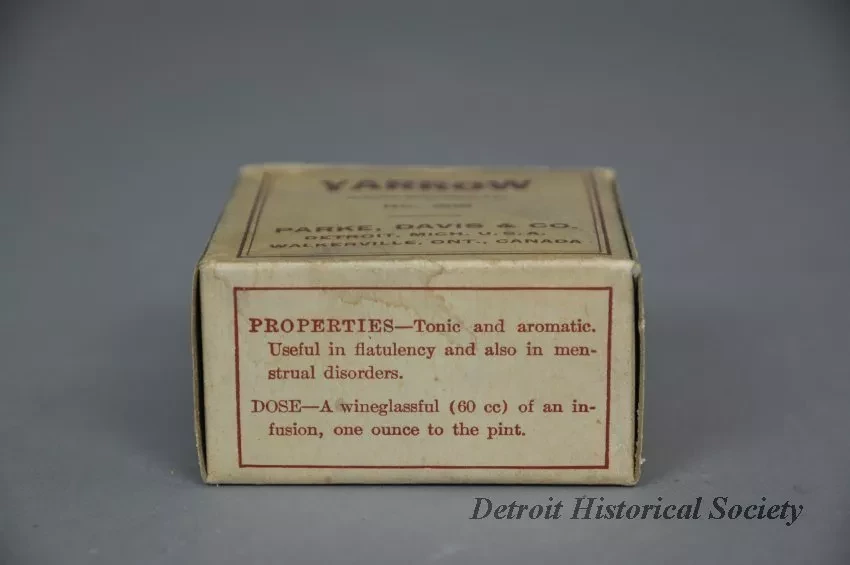 YARROW
PARKE, DAVIS & CO.
DETROIT, MICH., U.S.A.
WALKERVILLE, ONT., CANADA
PROPERTIES—Tonic and aromatic.
Useful in flatulency and also in men-
strual disorders.
DOSE—A wineglassful (60 cc) of an in-
fusion, one ounce to the pint.
Detroit Historical Society